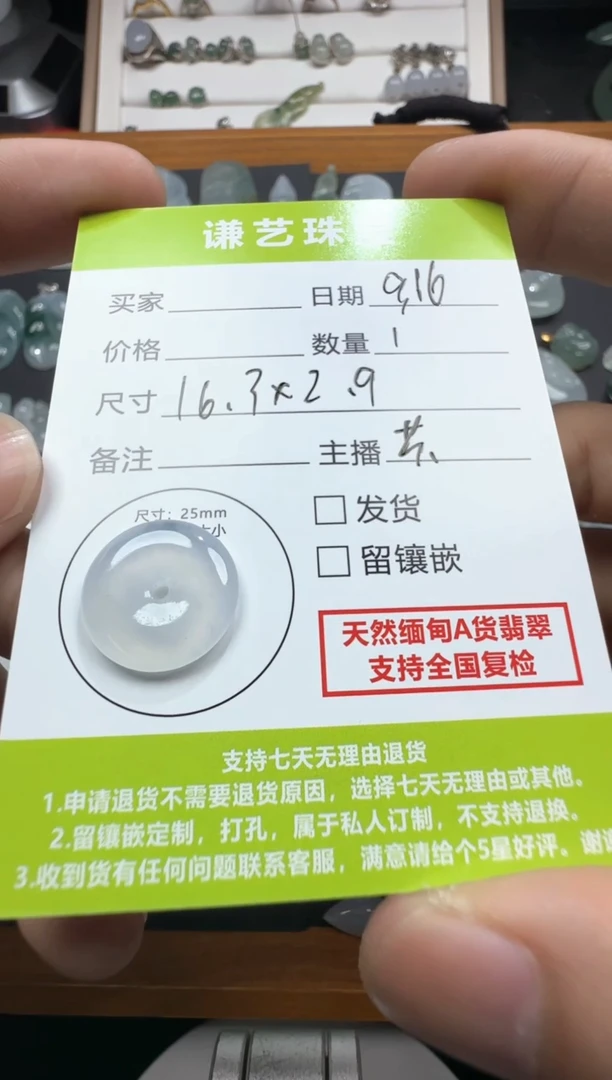 谦艺珠
买家 日期 9,16
价格 数量 1
尺寸 16.3×2.9
备注 主播
尺寸：25mm
大小
发货
留镶嵌
天然缅甸A货翡翠
支持全国复检
支持七天无理由退货
1.申请退货不需要退货原因，选择七天无理由或其他。
2.留镶嵌定制，打孔，属于私人订制，不支持退换。
3.收到货有任何问题联系客服，满意请给个5星好评。谢